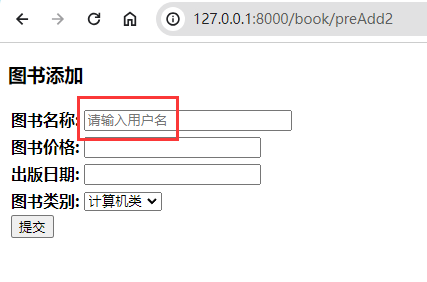 127.0.0.1:8000/book/preAdd2
图书添加
图书名称: 请输入用户名
图书价格:
出版日期:
图书类别: 计算机类
提交